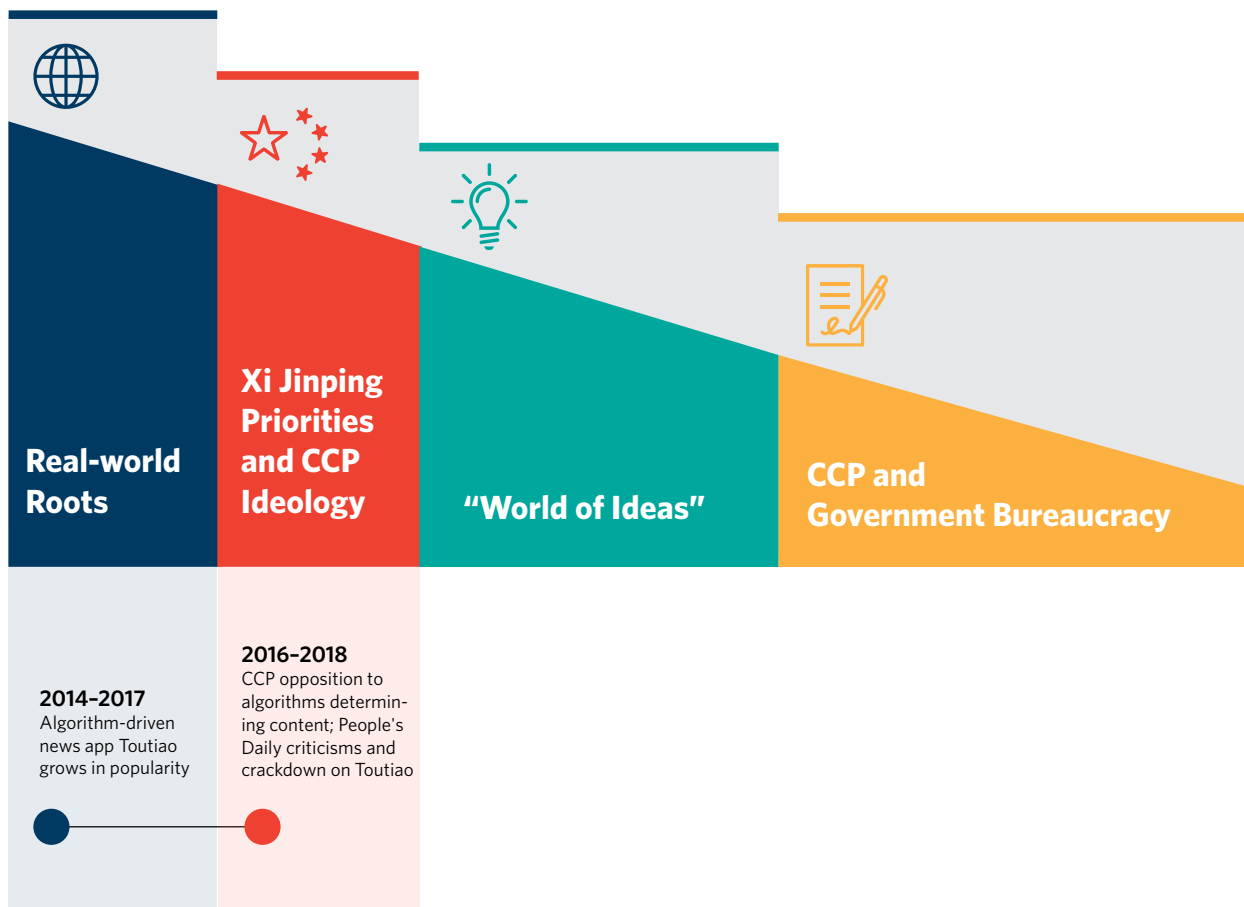 Real-world
Roots
Xi Jinping
Priorities
and CCP
Ideology
“World of Ideas”
CCP and
Government Bureaucracy
2014–2017
Algorithm-driven
news app Toutiao
grows in popularity
2016–2018
CCP opposition to
algorithms determin-
ing content; People's
Daily criticisms and
crackdown on Toutiao